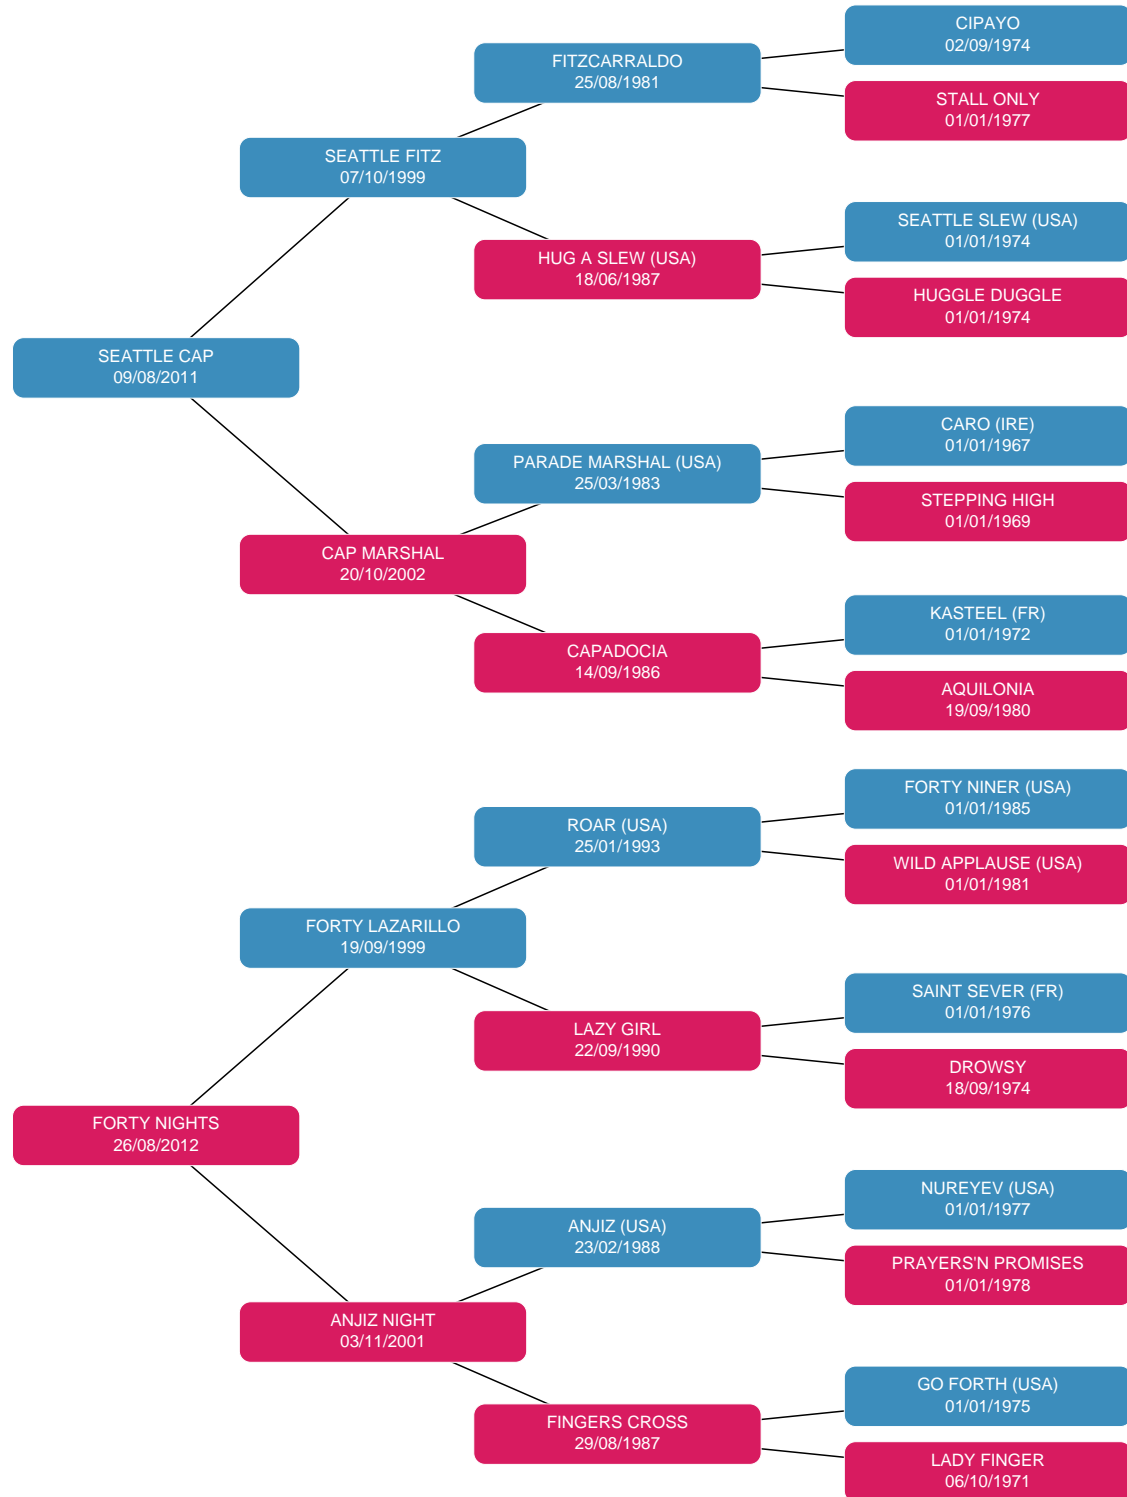 CIPAYO
02/09/1974
FITZCARRALDO
25/08/1981
STALL ONLY
01/01/1977
SEATTLE FITZ
07/10/1999
SEATTLE SLEW (USA)
01/01/1974
HUG A SLEW (USA)
18/06/1987
HUGGLE DUGGLE
01/01/1974
SEATTLE CAP
09/08/2011
CARO (IRE)
01/01/1967
PARADE MARSHAL (USA)
25/03/1983
STEPPING HIGH
01/01/1969
CAP MARSHAL
20/10/2002
KASTEEL (FR)
01/01/1972
CAPADOCIA
14/09/1986
AQUILONIA
19/09/1980
FORTY NINER (USA)
01/01/1985
ROAR (USA)
25/01/1993
WILD APPLAUSE (USA)
01/01/1981
FORTY LAZARILLO
19/09/1999
SAINT SEVER (FR)
01/01/1976
LAZY GIRL
22/09/1990
DROWSY
18/09/1974
FORTY NIGHTS
26/08/2012
NUREYEV (USA)
01/01/1977
ANJIZ (USA)
23/02/1988
PRAYERS'N PROMISES
01/01/1978
ANJIZ NIGHT
03/11/2001
GO FORTH (USA)
01/01/1975
FINGERS CROSS
29/08/1987
LADY FINGER
06/10/1971